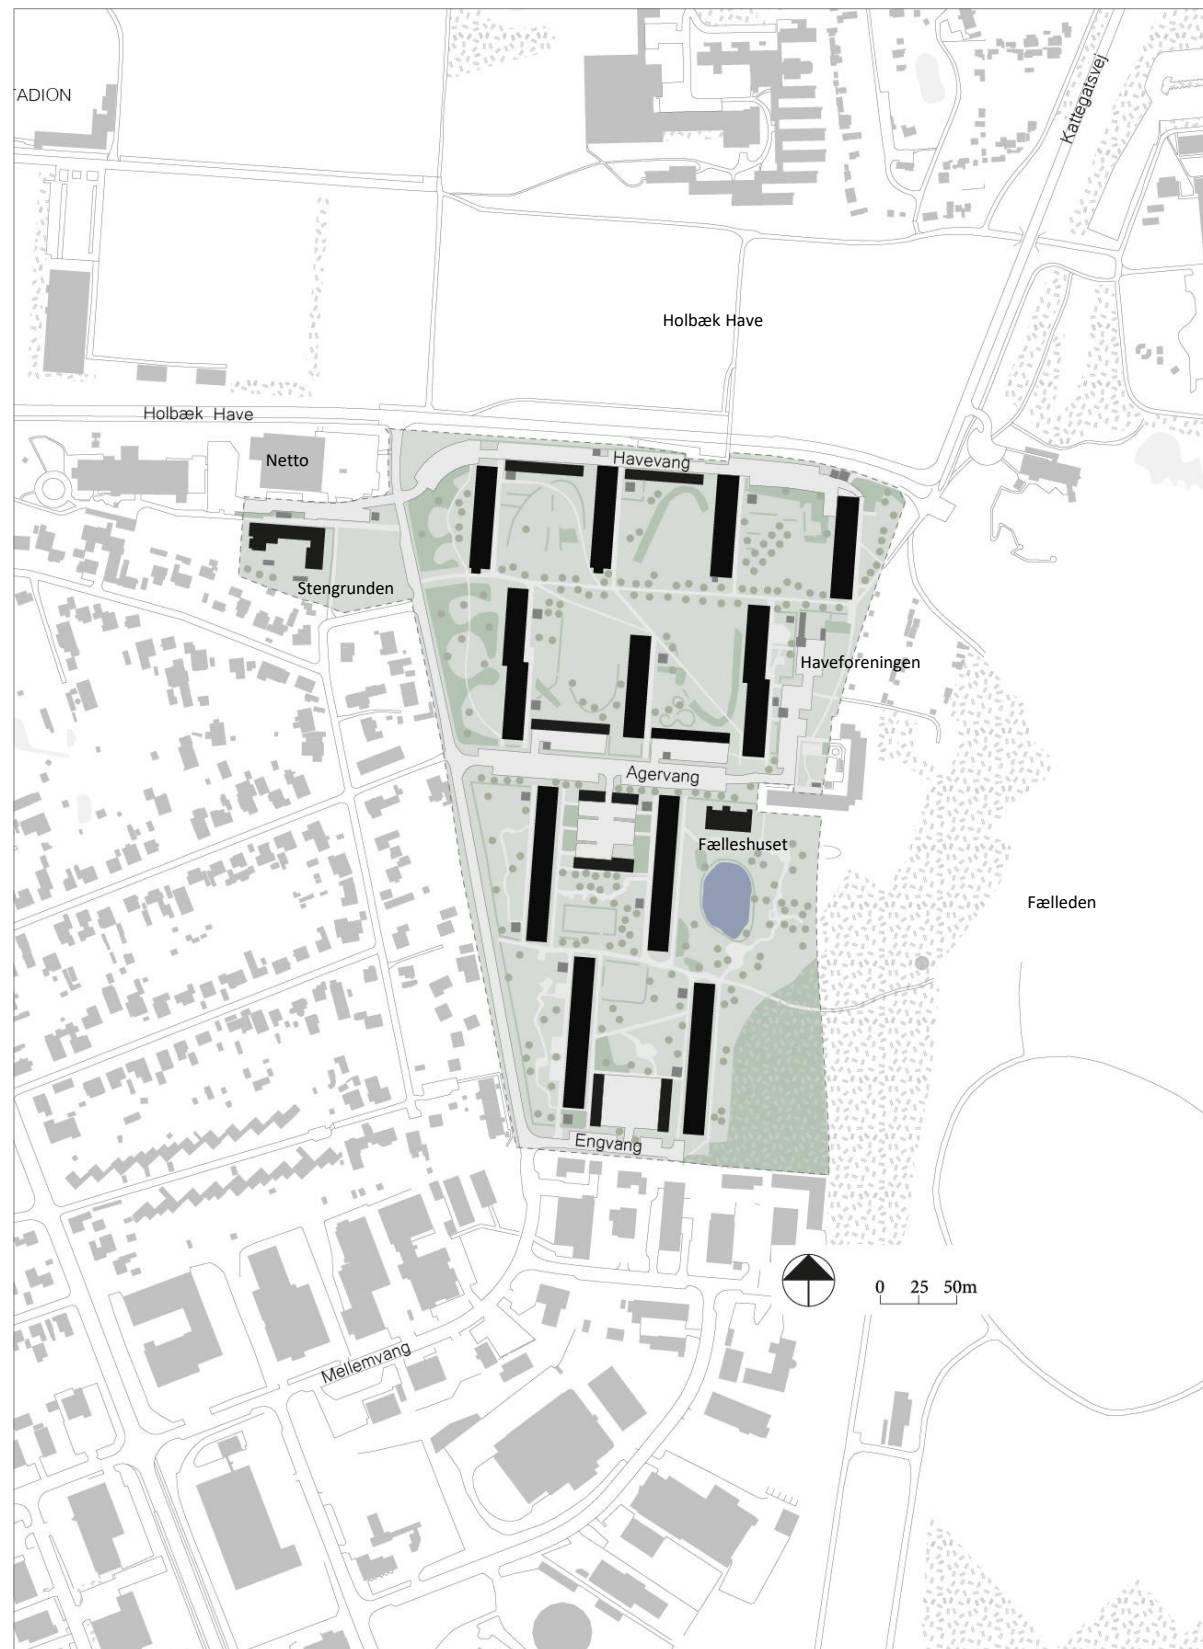 TADION
Kattegatsvej
Holbæk Have
Holbæk Have
Netto
Havevang
Stengrunden
Haveforeningen
Agervang
Fælleshuset
Fælleden
Engvang
0 25 50m
Mellemvang